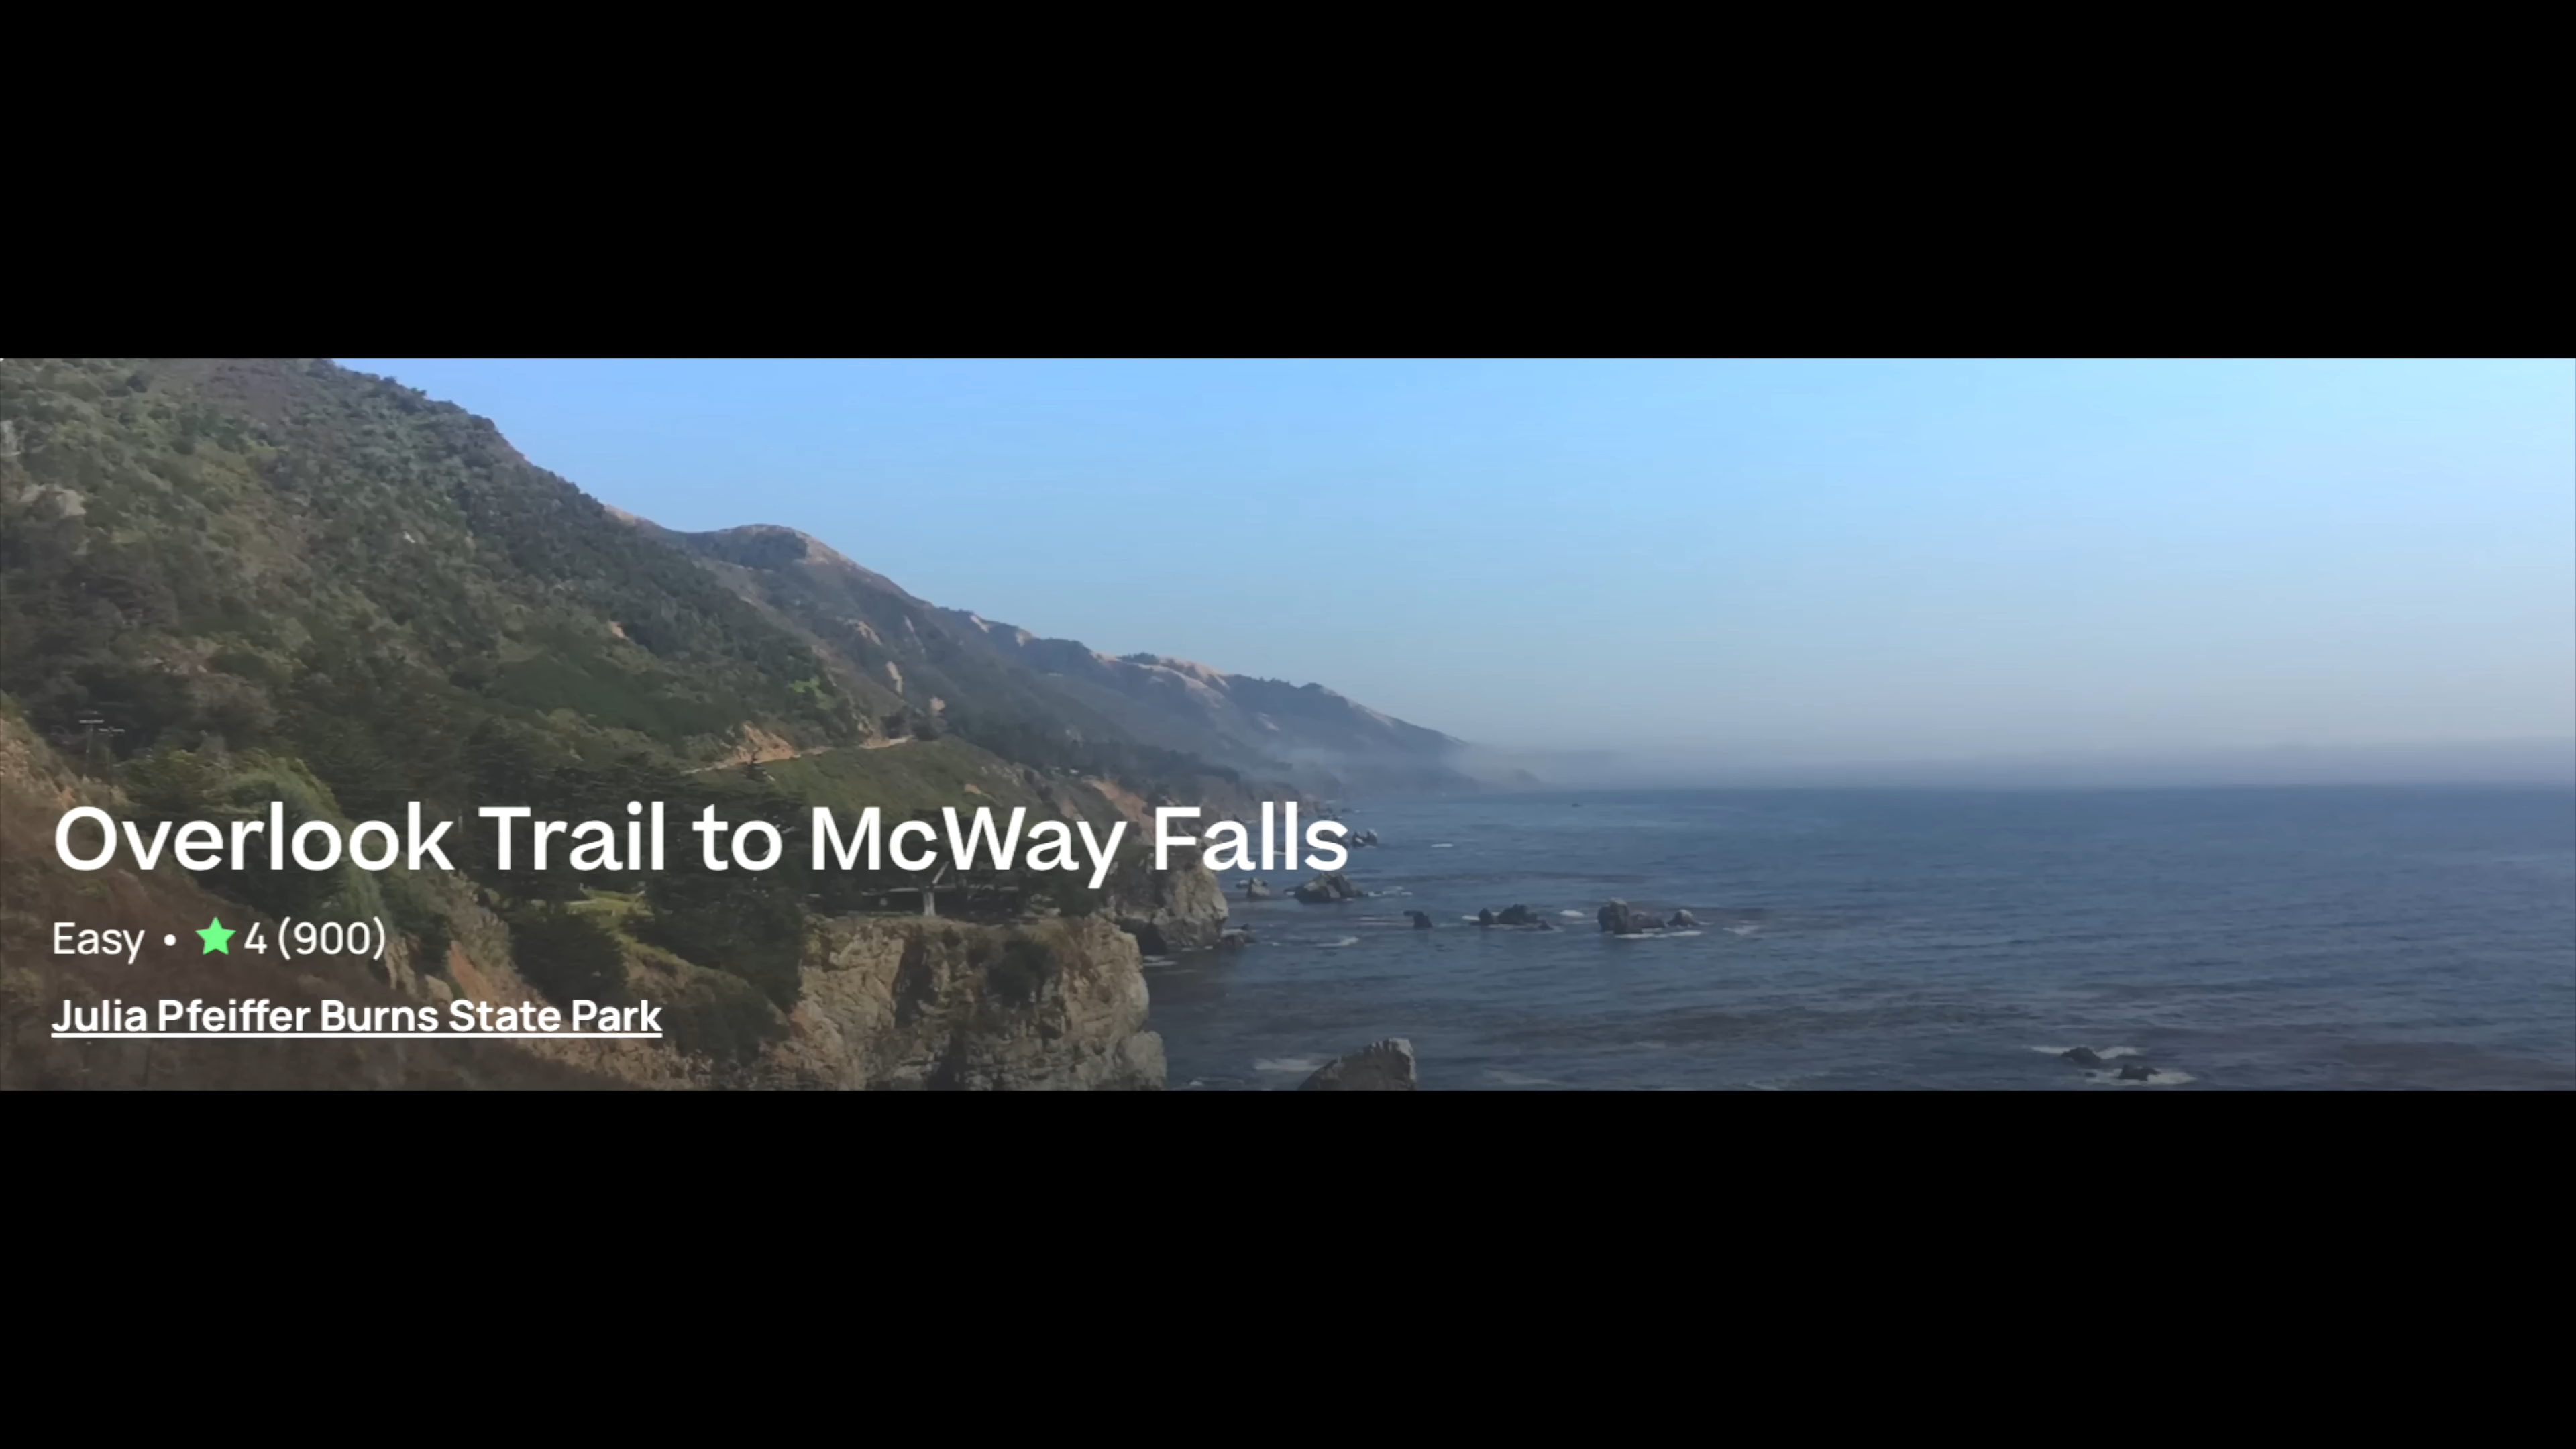 Overlook Trail to McWay Falls
Easy • ★ 4 (900)
Julia Pfeiffer Burns State Park